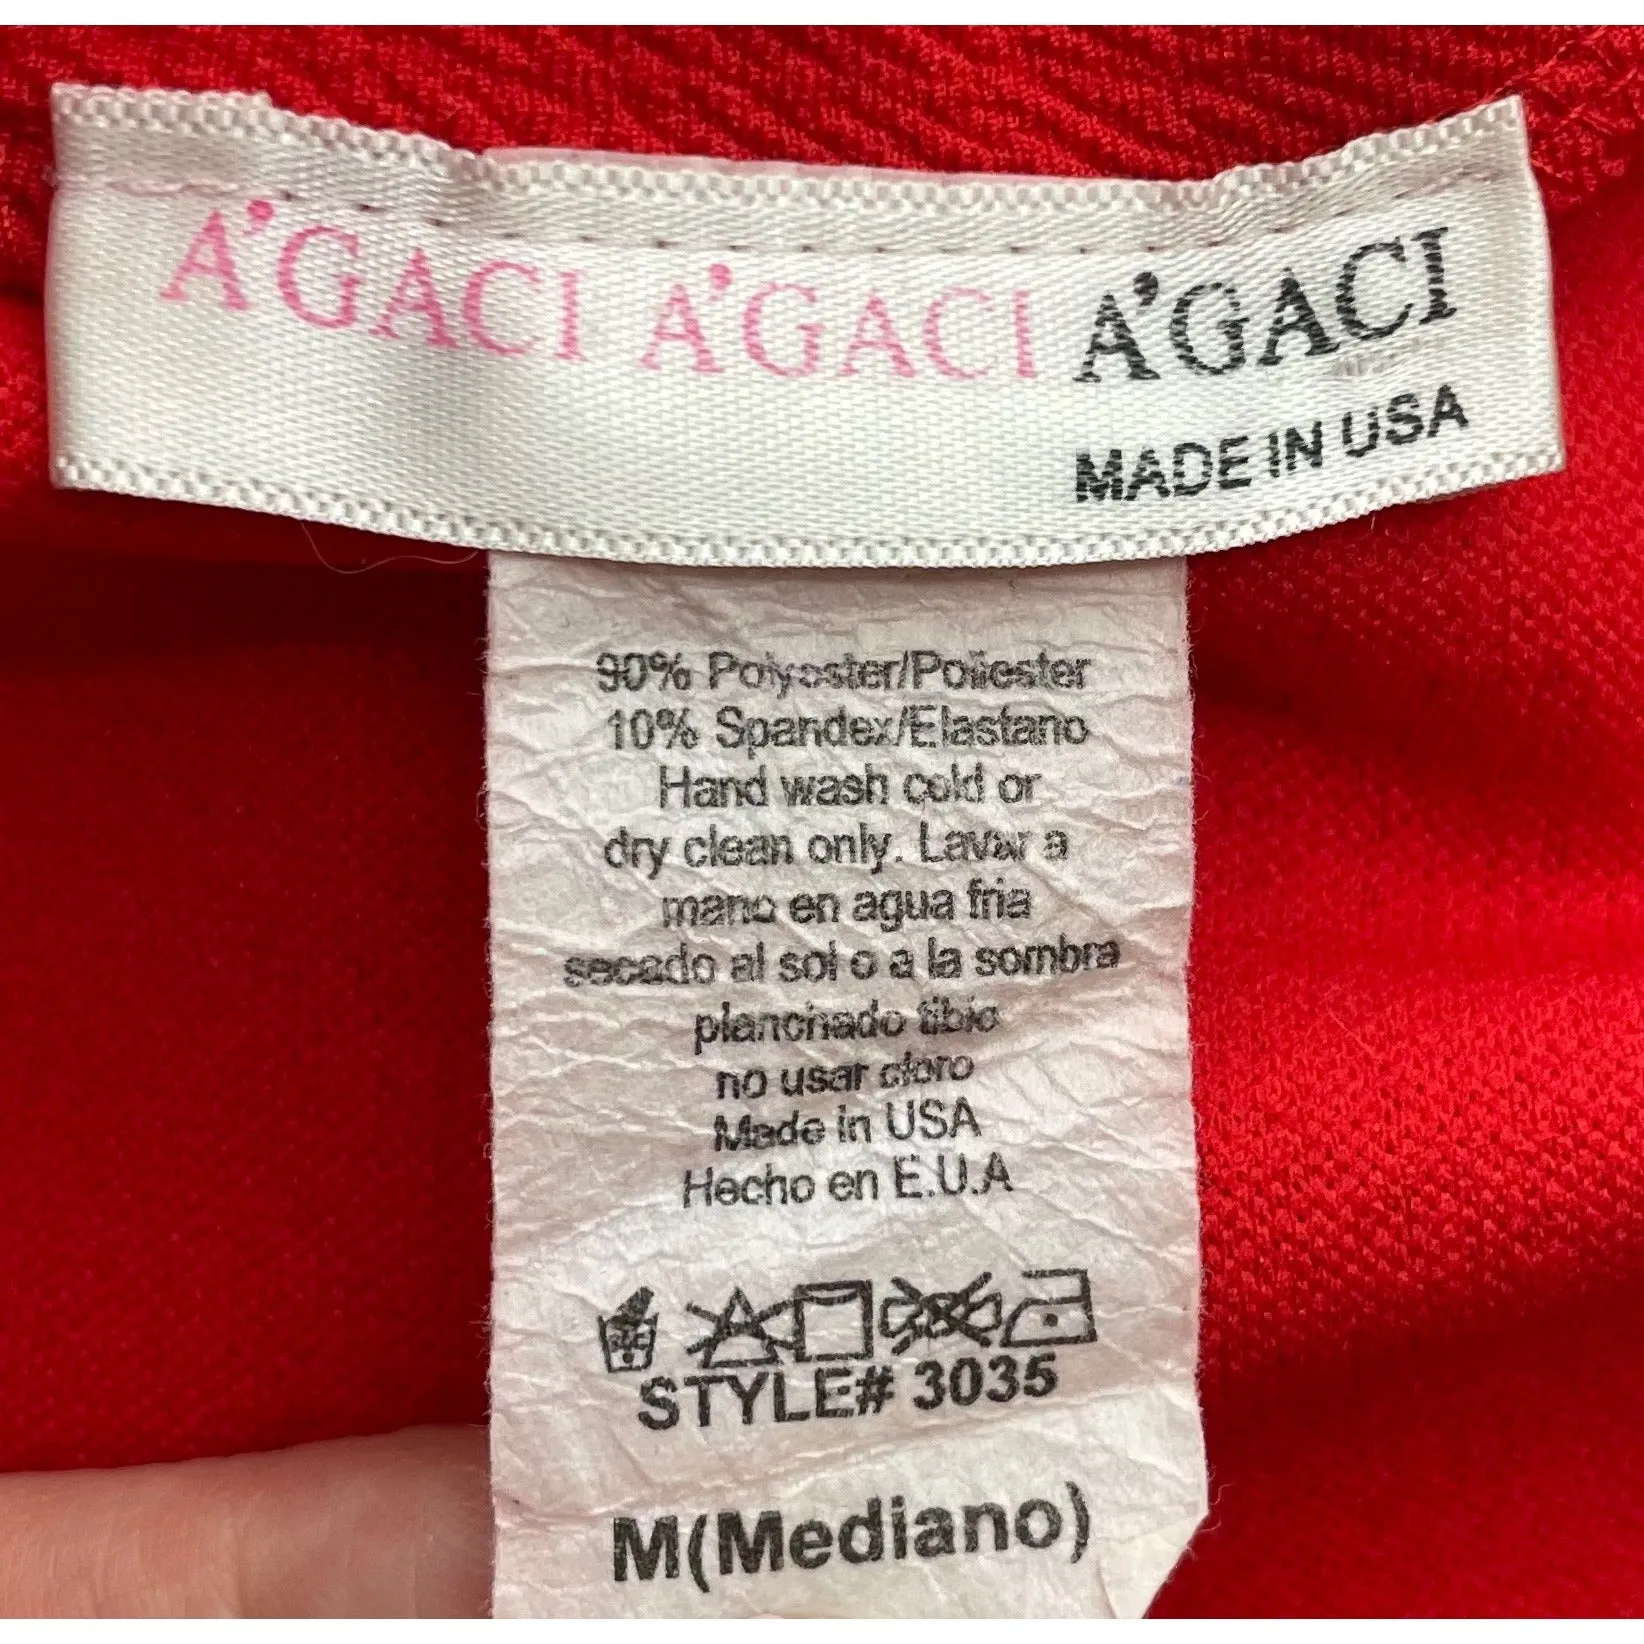 A'GACI A'GACI A'GACI
MADE IN USA
90% Polyester/Poliester
10% Spandex/Elastano
Hand wash cold or
dry clean only. Lavar a
mano en agua fria
secado al sol o a la sombra
planchado tibio
no usar cloro
Made in USA
Hecho en E.U.A
STYLE# 3035
M(Mediano)